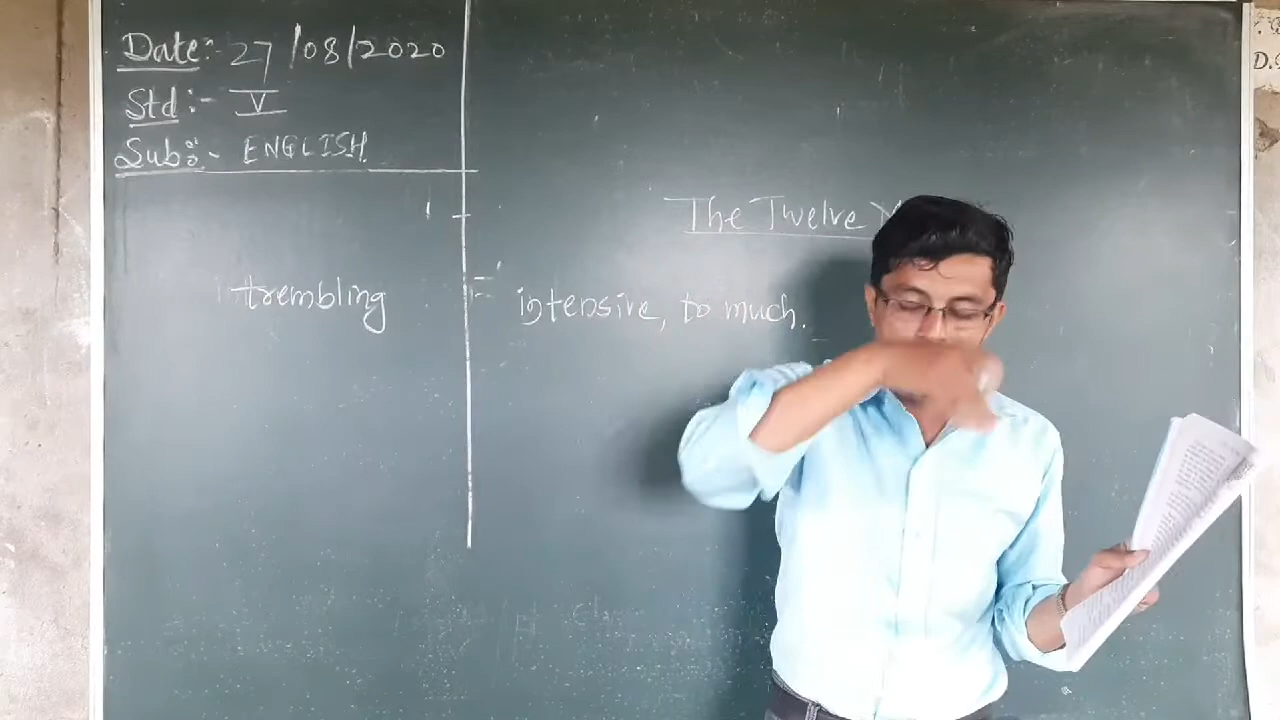 Date:- 27/08/2020
Std:- V
Sub:- ENGLISH
The Twelve
trembling = intensive, to much.